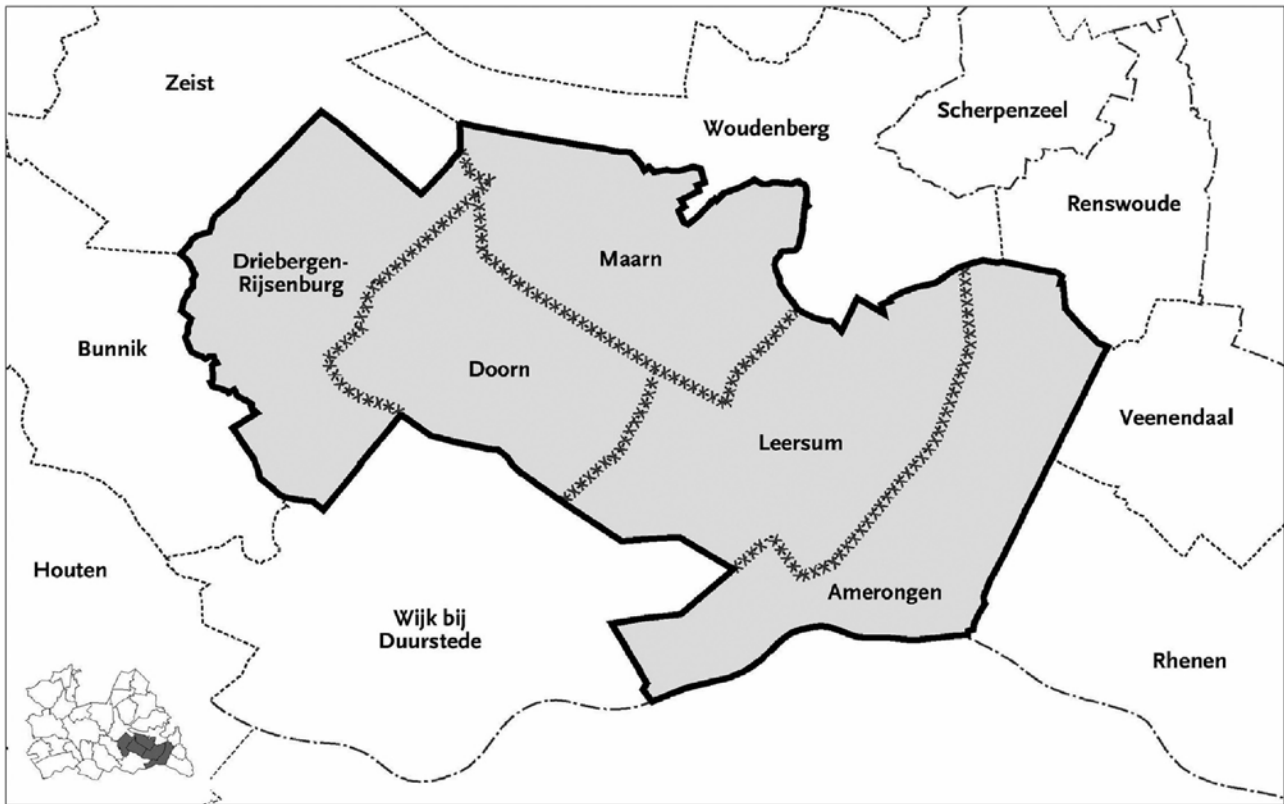 Zeist
Woudenberg
Scherpenzeel
Renswoude
Driebergen-
Rijsenburg
Maarn
Bunnik
Doorn
Veenendaal
Leersum
Houten
Amerongen
Wijk bij
Duurstede
Rhenen